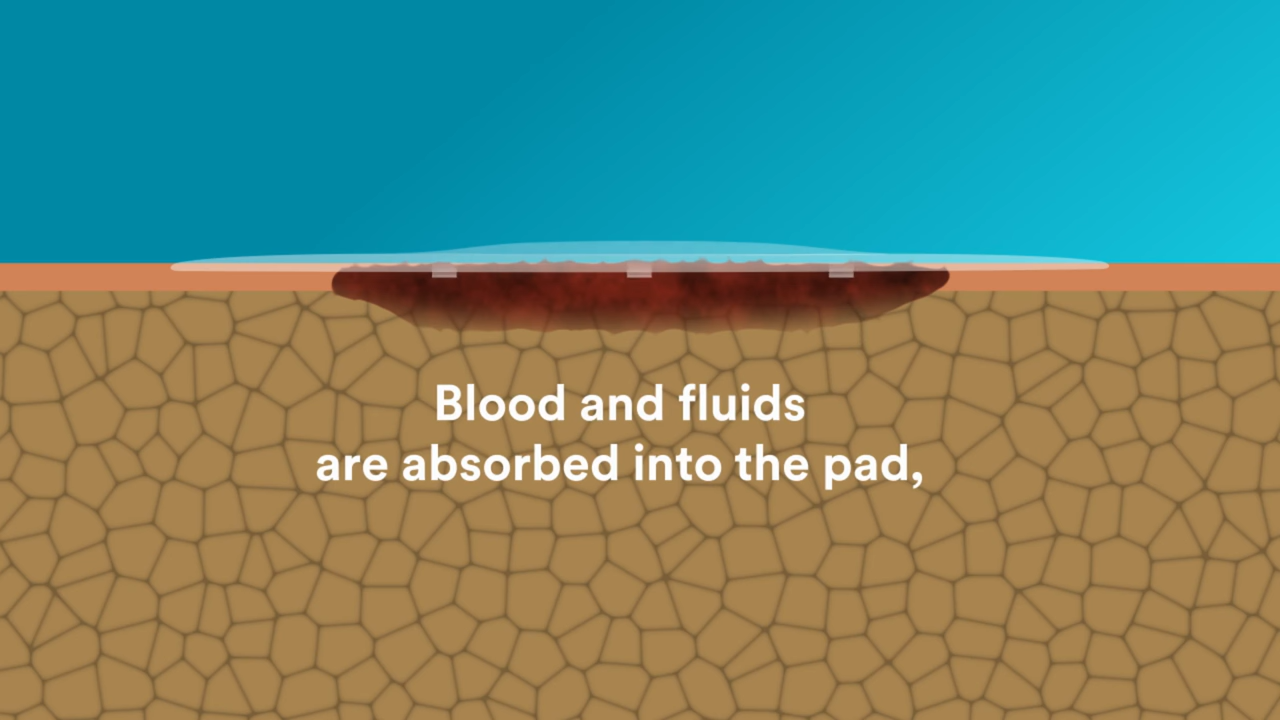 Blood and fluids
are absorbed into the pad,